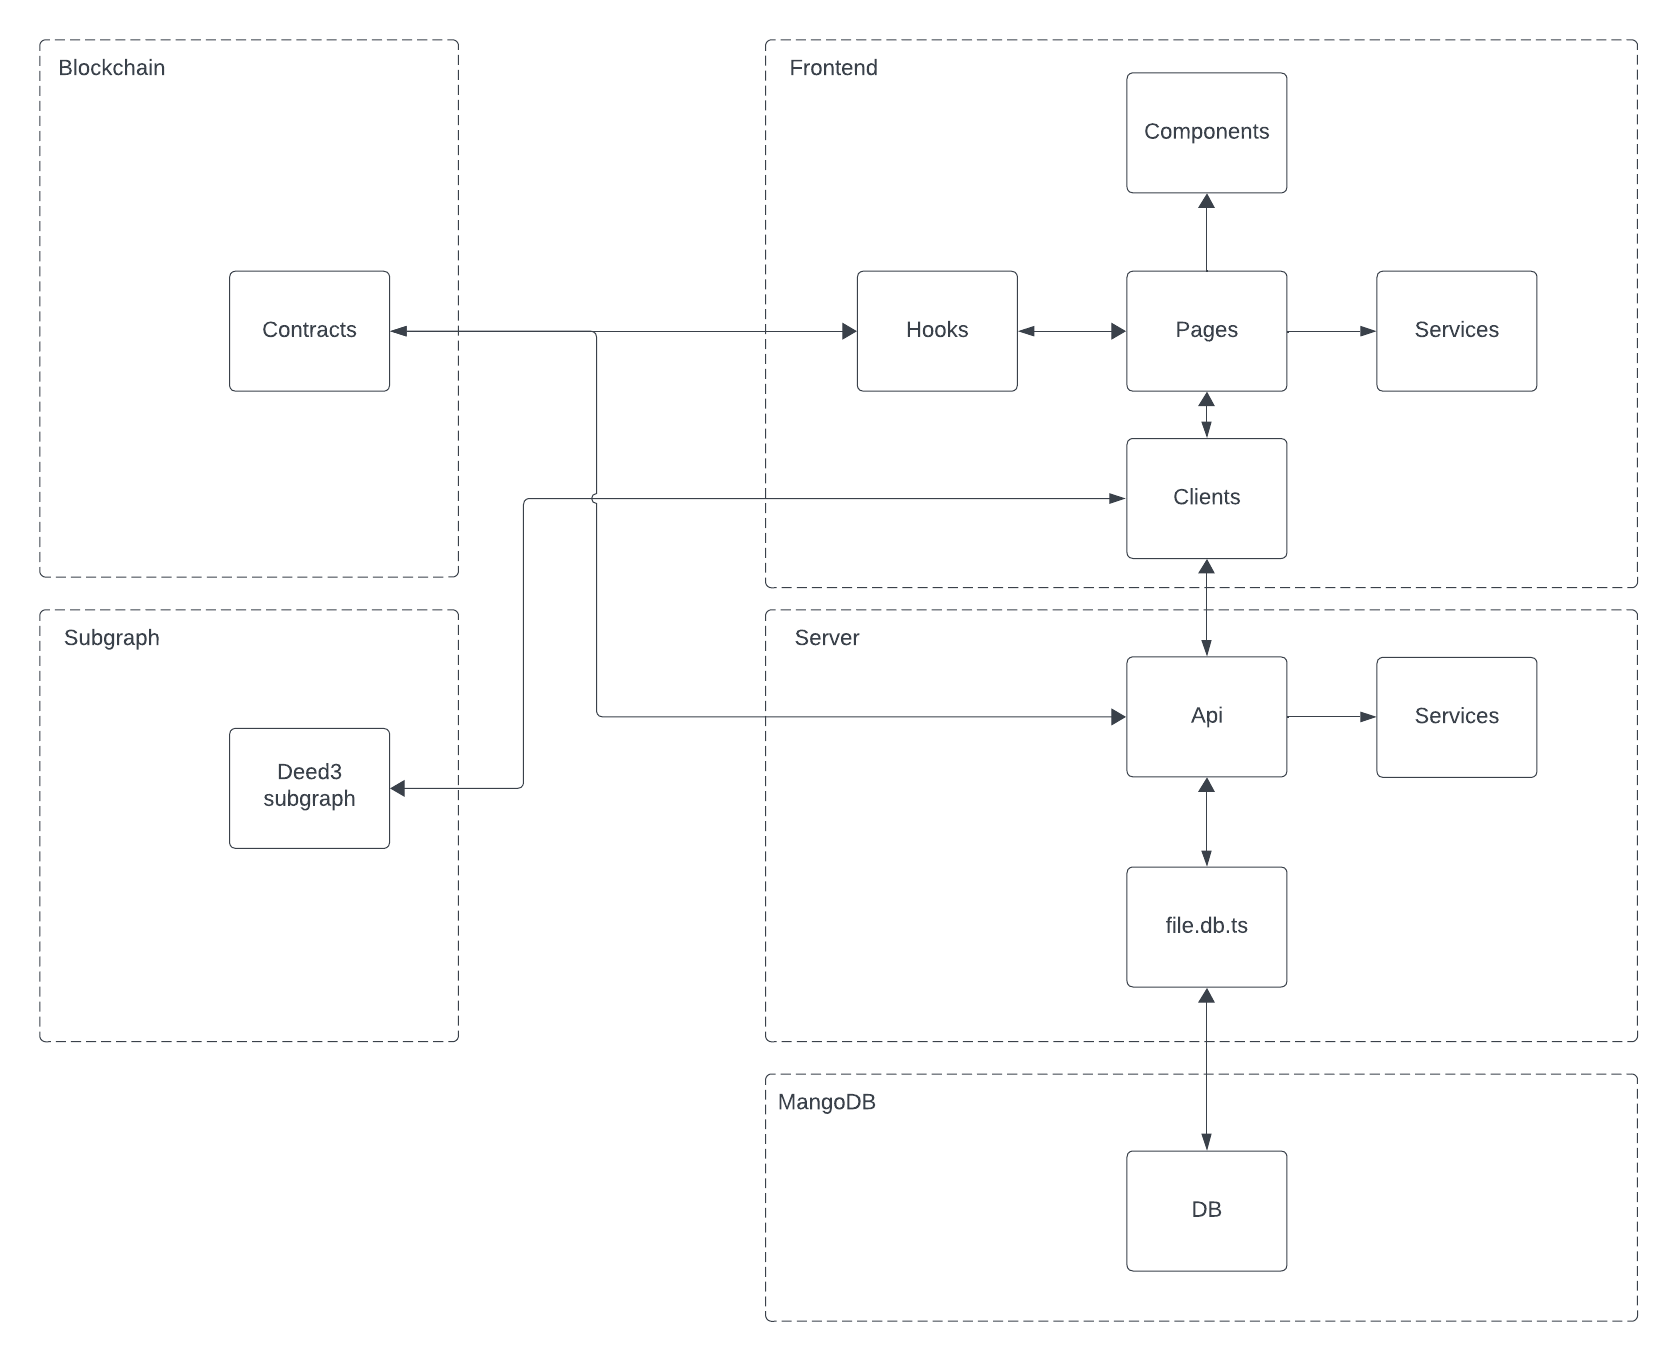 Blockchain
Contracts
Subgraph
Deed3
subgraph
Frontend
Components
Hooks
Pages
Services
Clients
Server
Api
Services
file.db.ts
MangoDB
DB